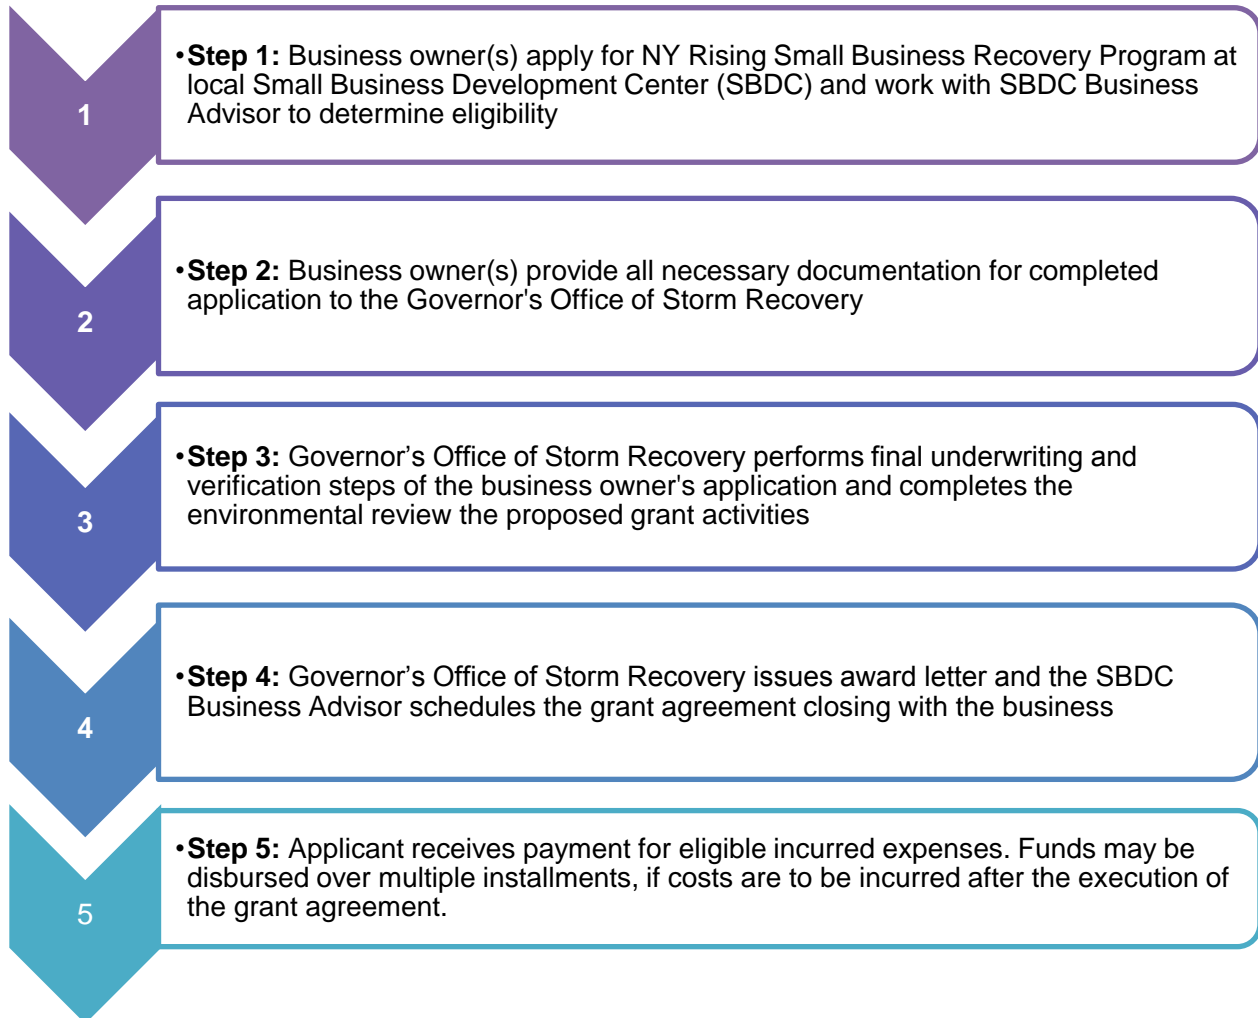 1
•Step 1: Business owner(s) apply for NY Rising Small Business Recovery Program at
local Small Business Development Center (SBDC) and work with SBDC Business
Advisor to determine eligibility
2
•Step 2: Business owner(s) provide all necessary documentation for completed
application to the Governor's Office of Storm Recovery
3
•Step 3: Governor’s Office of Storm Recovery performs final underwriting and
verification steps of the business owner's application and completes the
environmental review the proposed grant activities
4
•Step 4: Governor’s Office of Storm Recovery issues award letter and the SBDC
Business Advisor schedules the grant agreement closing with the business
5
•Step 5: Applicant receives payment for eligible incurred expenses. Funds may be
disbursed over multiple installments, if costs are to be incurred after the execution of
the grant agreement.